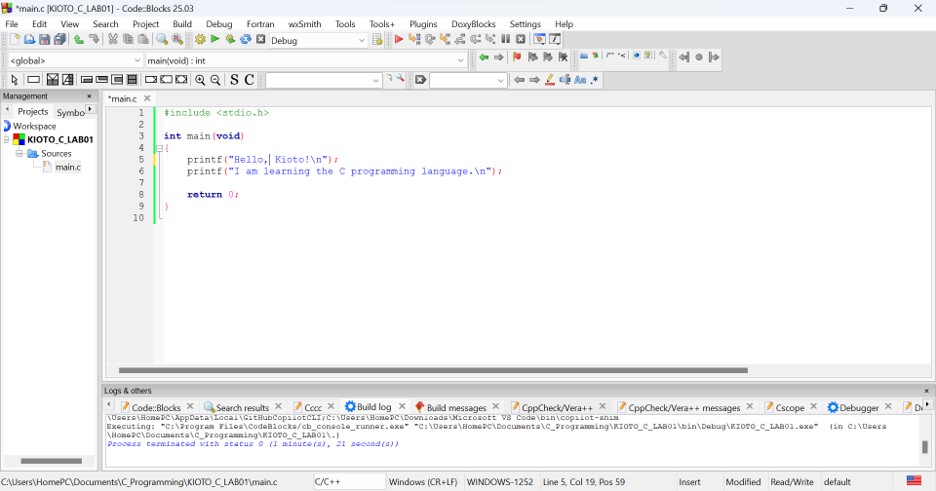 *main.c [KIOTO_C_LAB01] - Code::Blocks 25.03
File Edit View Search Project Build Debug Fortran wxSmith Tools Tools+ Plugins DoxyBlocks Settings Help
Debug
<global> main(void) : int
S C
Management
Projects Symbo
Workspace
KIOTO_C_LAB01
Sources
main.c
*main.c
1 #include <stdio.h>
2
3 int main(void)
4 {
5 printf("Hello, Kioto!\n");
6 printf("I am learning the C programming language.\n");
7
8 return 0;
9 }
10
Logs & others
Code::Blocks Search results Cccc Build log Build messages CppCheck/Vera++ CppCheck/Vera++ messages Cscope Debugger
\Users\HomePC\AppData\Local\GitHubCopilotCLI;C:\Users\HomePC\Downloads\Microsoft VS Code\bin\copilot-shim
Executing: "C:\Program Files\CodeBlocks/cb_console_runner.exe" "C:\Users\HomePC\Documents\C_Programming\KIOTO_C_LAB01\bin\Debug\KIOTO_C_LAB01.exe" (in C:\Users
\HomePC\Documents\C_Programming\KIOTO_C_LAB01\.)
Process terminated with status 0 (1 minute(s), 21 second(s))
C:\Users\HomePC\Documents\C_Programming\KIOTO_C_LAB01\main.c C/C++ Windows (CR+LF) WINDOWS-1252 Line 5, Col 19, Pos 59 Insert Modified Read/Write default